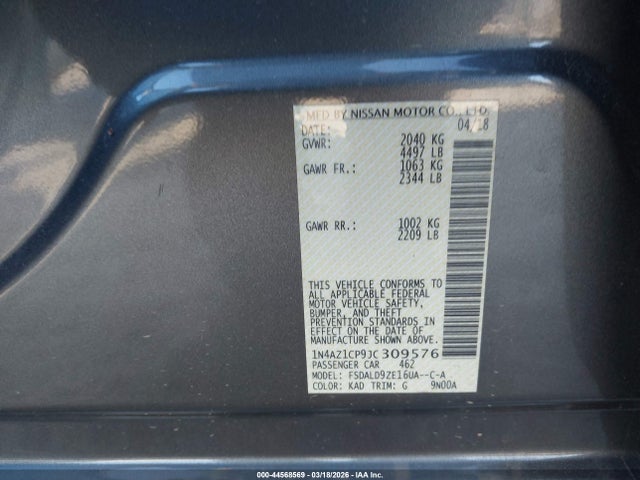 MFD BY NISSAN MOTOR CO., LTD.
DATE: 04/18
GVWR: 2040 KG
4497 LB
GAWR FR.: 1063 KG
2344 LB
GAWR RR.: 1002 KG
2209 LB
THIS VEHICLE CONFORMS TO
ALL APPLICABLE FEDERAL
MOTOR VEHICLE SAFETY,
BUMPER, AND THEFT
PREVENTION STANDARDS
IN EFFECT ON THE DATE OF
MANUFACTURE SHOWN ABOVE.
1N4AZ1CP9JC309576
PASSENGER CAR 462
MODEL: FSDALD9ZE16UA--C-A
COLOR: KAD TRIM: G 9N00A
000-44568569 | 03/18/2026 | IAA Inc.